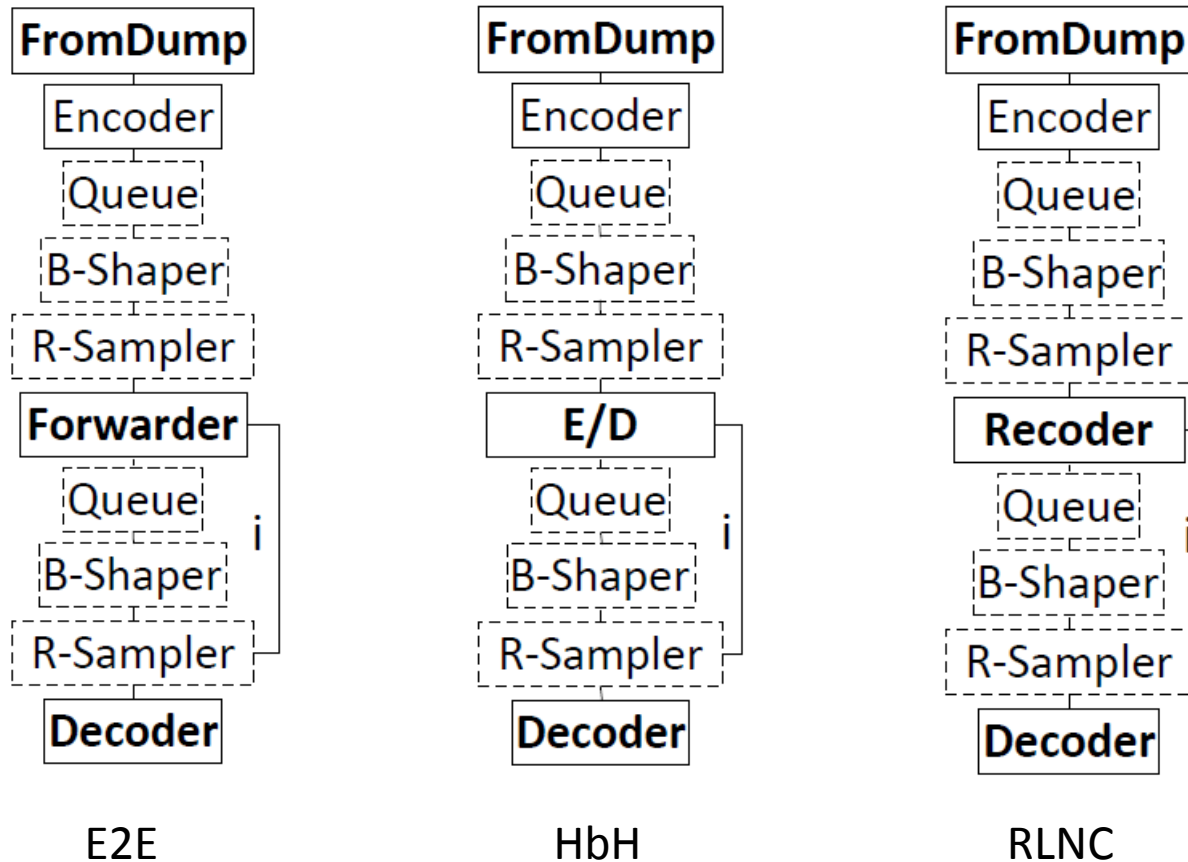 FromDump
Encoder
Queue
B-Shaper
R-Sampler
Forwarder
Queue
i
B-Shaper
R-Sampler
Decoder
E2E
FromDump
Encoder
Queue
B-Shaper
R-Sampler
E/D
Queue
i
B-Shaper
R-Sampler
Decoder
HbH
FromDump
Encoder
Queue
B-Shaper
R-Sampler
Recoder
Queue
i
B-Shaper
R-Sampler
Decoder
RLNC